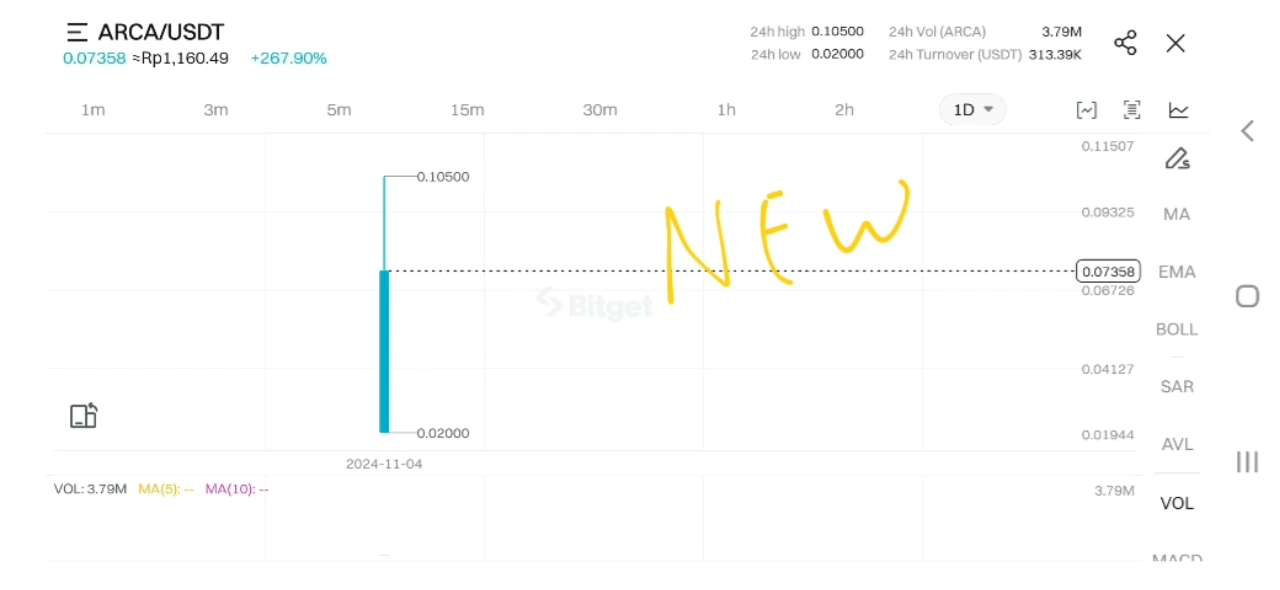 ARCA/USDT
0.07358 ≈Rp1,160.49 +267.90%
24h high 0.10500 24h Vol (ARCA) 3.79M
24h low 0.02000 24h Turnover (USDT) 313.39K
1m 3m 5m 15m 30m 1h 2h 1D
0.11507
0.10500
NEW
0.09325 MA
0.07358 EMA
0.06726
Bitget
BOLL
0.04127
SAR
0.02000 0.01944
AVL
2024-11-04
VOL: 3.79M MA(5): -- MA(10): -- 3.79M
VOL
MACD